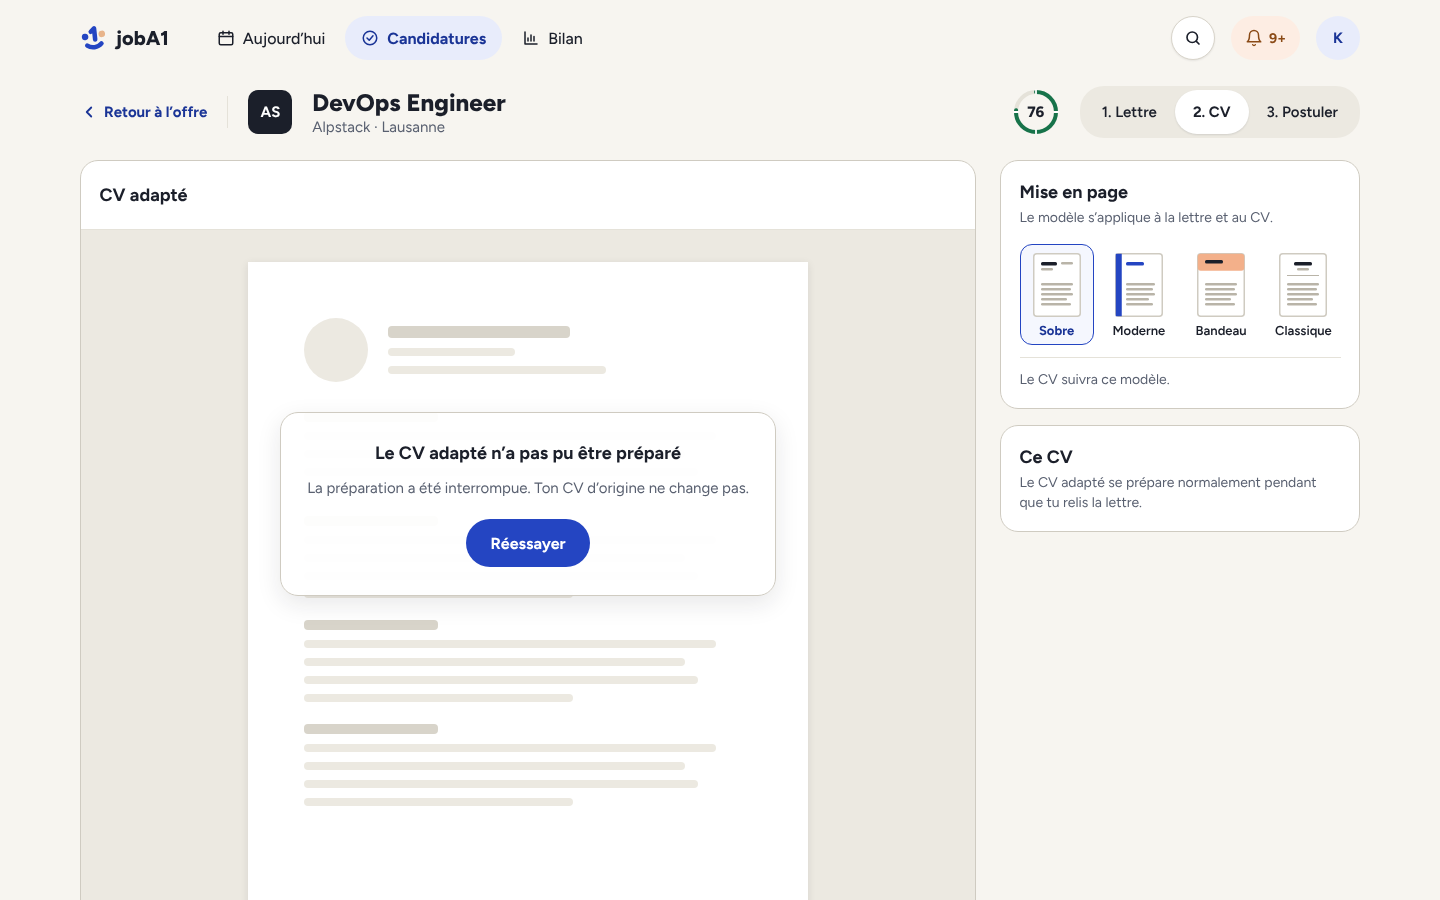 jobA1
Aujourd’hui
Candidatures
Bilan
9+
K
Retour à l’offre
AS
DevOps Engineer
Alpstack · Lausanne
76
1. Lettre
2. CV
3. Postuler
CV adapté
Le CV adapté n’a pas pu être préparé
La préparation a été interrompue. Ton CV d’origine ne change pas.
Réessayer
Mise en page
Le modèle s’applique à la lettre et au CV.
Sobre
Moderne
Bandeau
Classique
Le CV suivra ce modèle.
Ce CV
Le CV adapté se prépare normalement pendant
que tu relis la lettre.